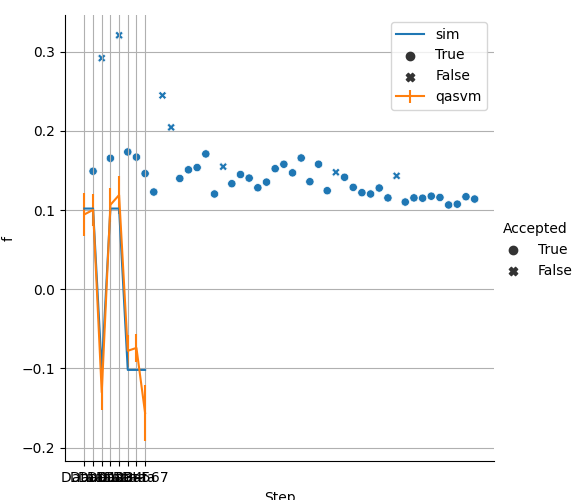 sim
True
False
qasvm
0.3
0.2
0.1
0.0
−0.1
−0.2
f
Accepted
True
False
Step